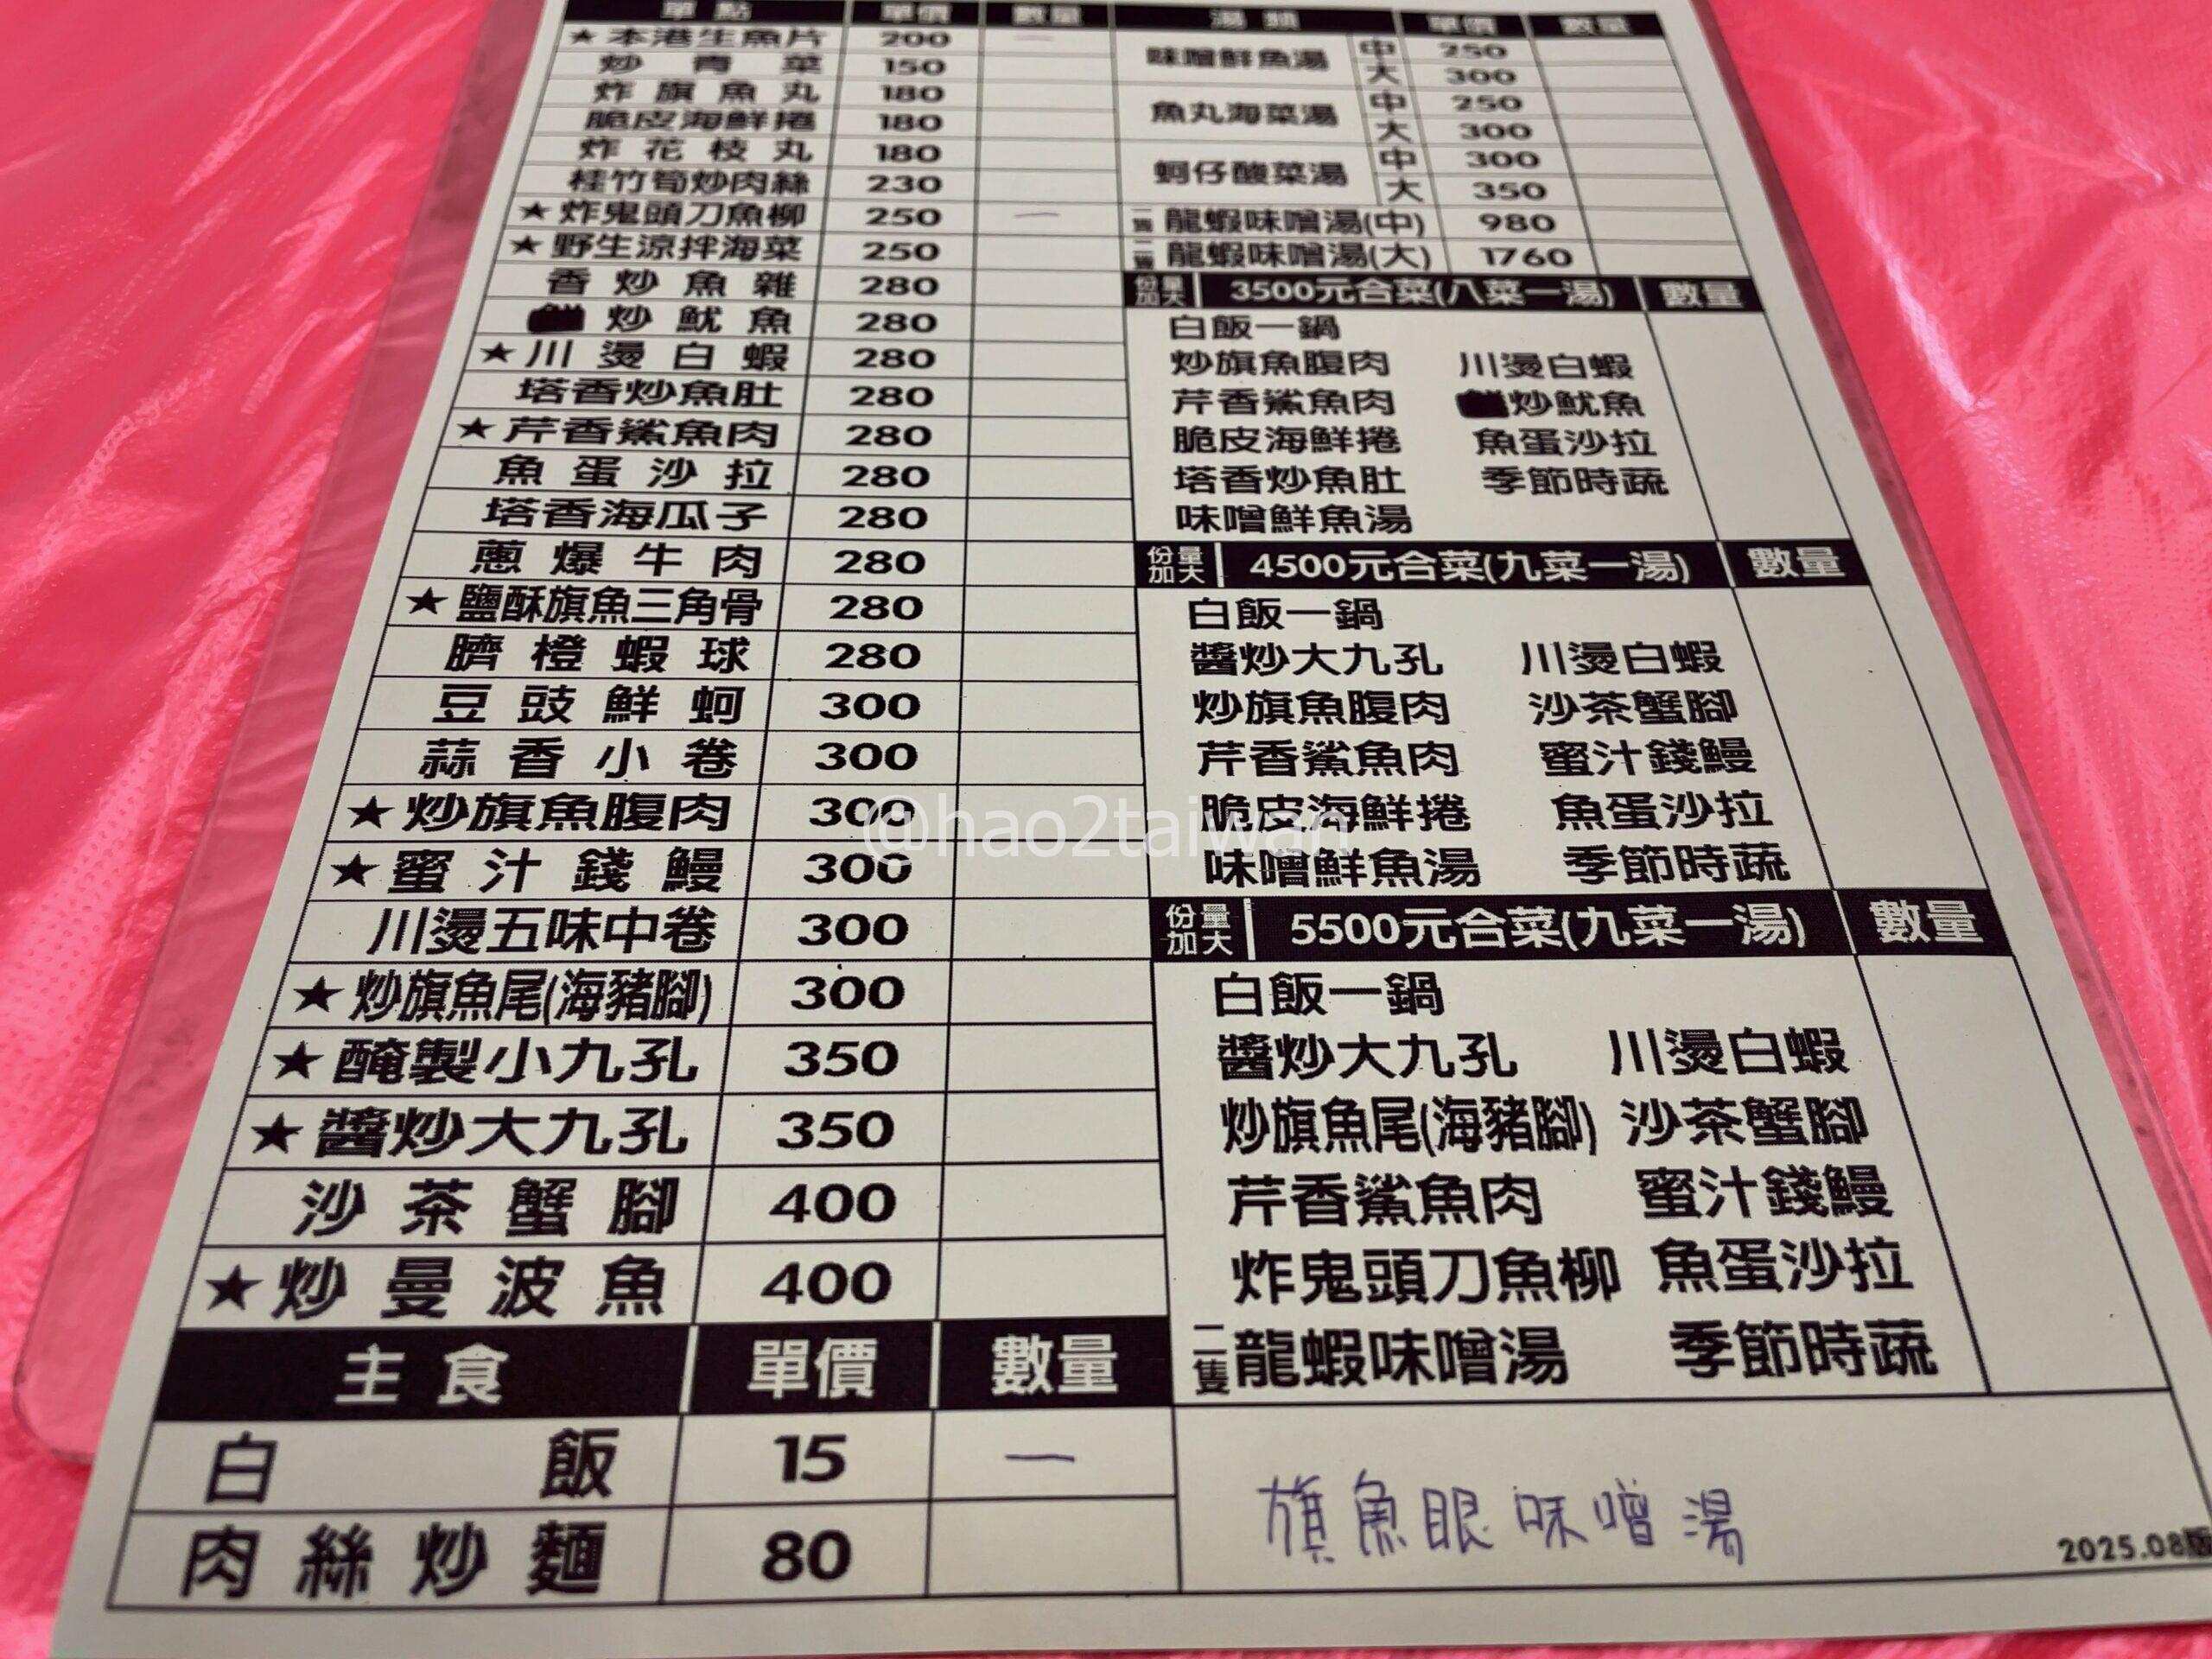 單點 單價 數量
★本港生魚片 200 一
炒青菜 150
炸旗魚丸 180
脆皮海鮮捲 180
炸花枝丸 180
桂竹筍炒肉絲 230
★炸鬼頭刀魚柳 250 一
★野生涼拌海菜 250
香炒魚雜 280
炒魷魚 280
★川燙白蝦 280
塔香炒魚肚 280
★芹香鯊魚肉 280
魚蛋沙拉 280
塔香海瓜子 280
蔥爆牛肉 280
★鹽酥旗魚三角骨 280
臍橙蝦球 280
豆豉鮮蚵 300
蒜香小卷 300
★炒旗魚腹肉 300
★蜜汁錢鰻 300
川燙五味中卷 300
★炒旗魚尾(海豬腳) 300
★醃製小九孔 350
★醬炒大九孔 350
沙茶蟹腳 400
★炒曼波魚 400
主食 單價 數量
白飯 15 一
肉絲炒麵 80
湯類 單價 數量
味噌鮮魚湯 中 250
大 300
魚丸海菜湯 中 250
大 300
蚵仔酸菜湯 中 300
大 350
一隻 龍蝦味噌湯(中) 980
二隻 龍蝦味噌湯(大) 1760
份量加大 3500元合菜(八菜一湯) 數量
白飯一鍋
炒旗魚腹肉 川燙白蝦
芹香鯊魚肉 炒魷魚
脆皮海鮮捲 魚蛋沙拉
塔香炒魚肚 季節時蔬
味噌鮮魚湯
份量加大 4500元合菜(九菜一湯) 數量
白飯一鍋
醬炒大九孔 川燙白蝦
炒旗魚腹肉 沙茶蟹腳
芹香鯊魚肉 蜜汁錢鰻
脆皮海鮮捲 魚蛋沙拉
味噌鮮魚湯 季節時蔬
份量加大 5500元合菜(九菜一湯) 數量
白飯一鍋
醬炒大九孔 川燙白蝦
炒旗魚尾(海豬腳) 沙茶蟹腳
芹香鯊魚肉 蜜汁錢鰻
炸鬼頭刀魚柳 魚蛋沙拉
二隻 龍蝦味噌湯 季節時蔬
旗魚眼味噌湯
2025.08版
@hao2taiwan